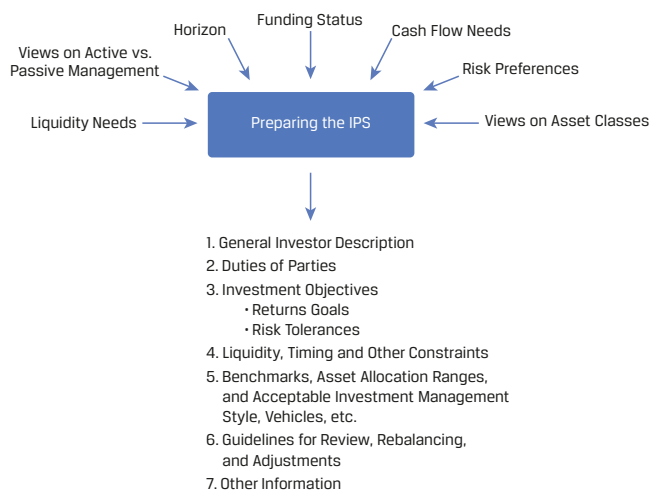 Funding Status
Horizon
Cash Flow Needs
Views on Active vs.
Passive Management
Risk Preferences
Liquidity Needs
Preparing the IPS
Views on Asset Classes
1. General Investor Description
2. Duties of Parties
3. Investment Objectives
• Returns Goals
• Risk Tolerances
4. Liquidity, Timing and Other Constraints
5. Benchmarks, Asset Allocation Ranges,
and Acceptable Investment Management
Style, Vehicles, etc.
6. Guidelines for Review, Rebalancing,
and Adjustments
7. Other Information